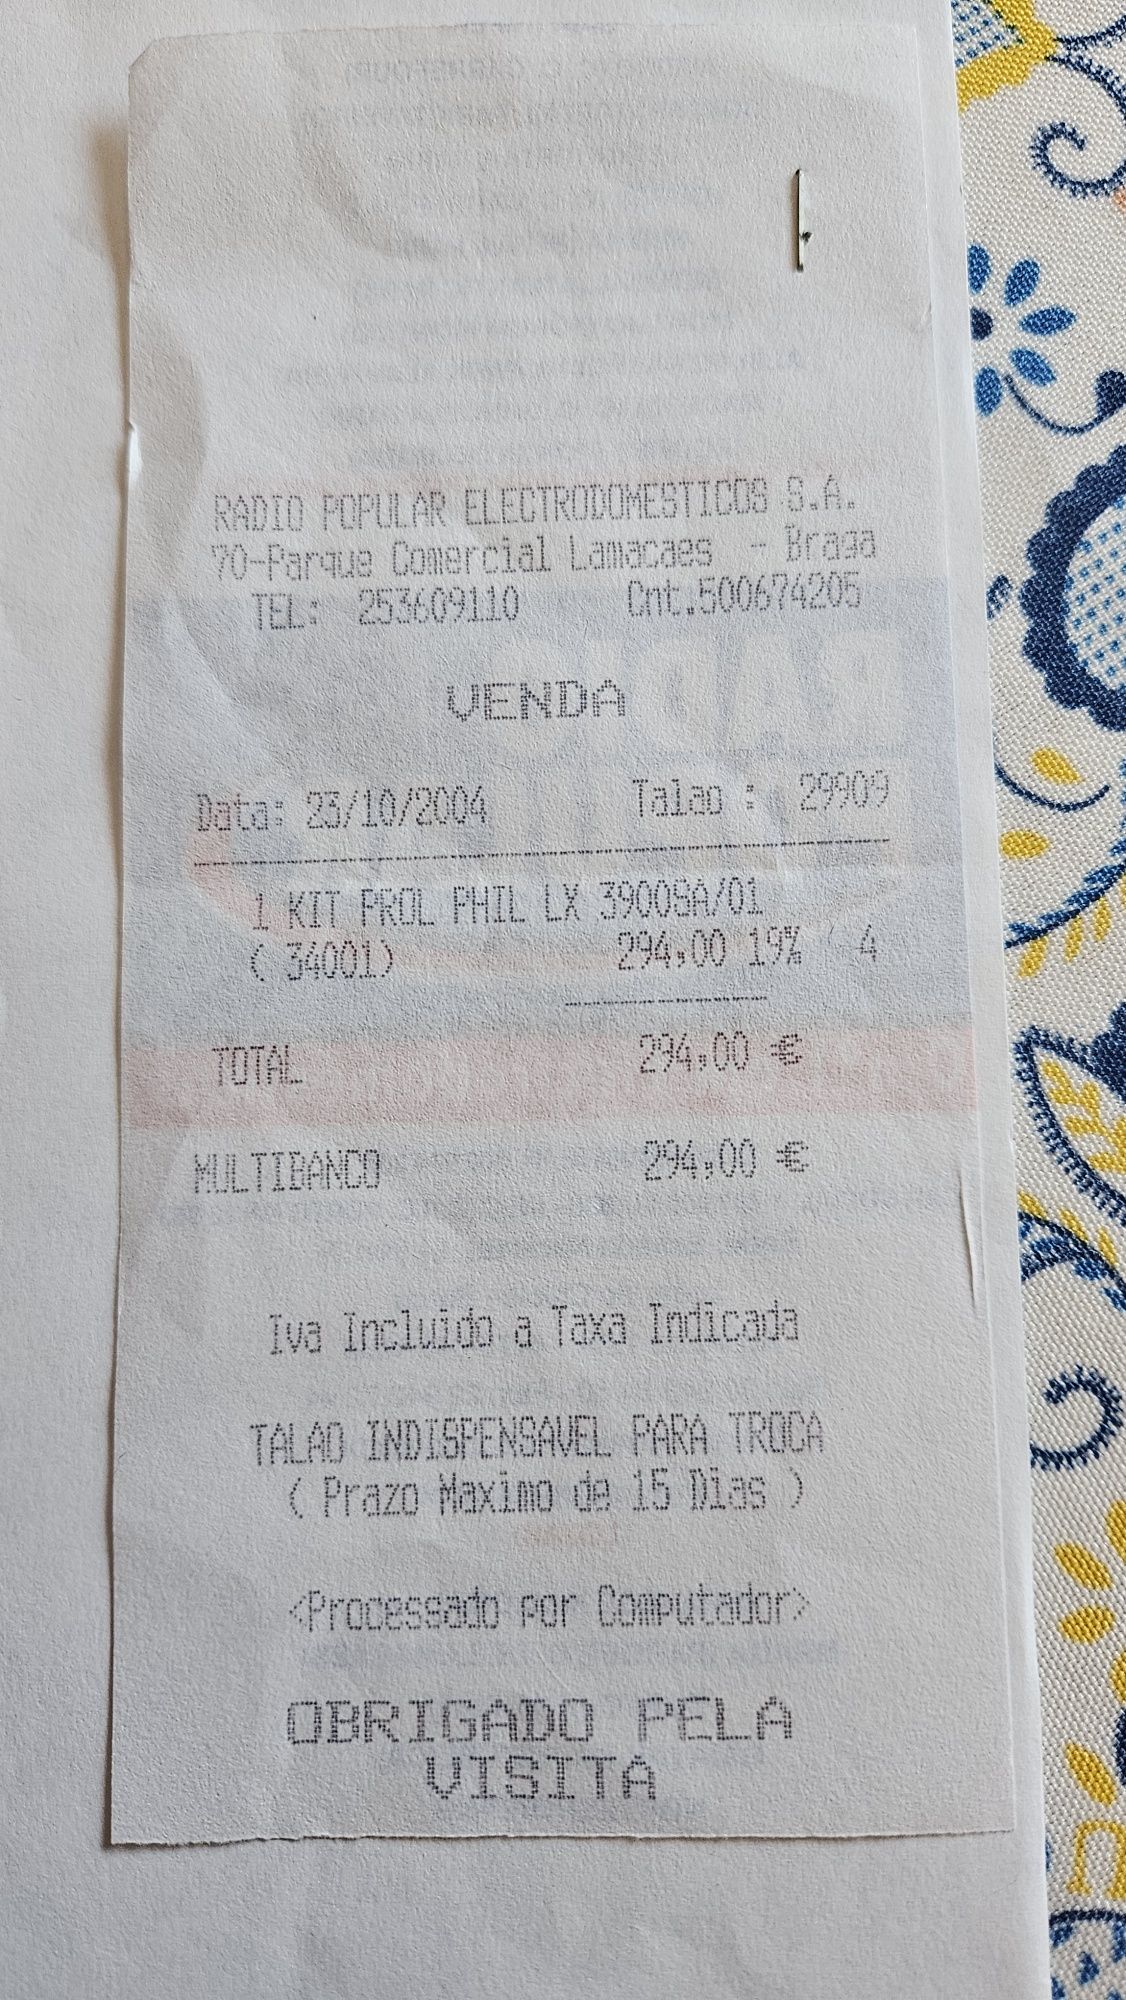 RADIO POPULAR ELECTRODOMESTICOS S.A.
70-Parque Comercial Lamacaes - Braga
TEL: 253609110 Cnt.500674205
VENDA
Data: 23/10/2004 Talao : 29909
1 KIT PROL PHIL LX 3900SA/01
( 34001) 294,00 19% 4
TOTAL 294,00 €
MULTIBANCO 294,00 €
Iva Incluido a Taxa Indicada
TALAO INDISPENSAVEL PARA TROCA
( Prazo Maximo de 15 Dias )
<Processado por Computador>
OBRIGADO PELA
VISITA